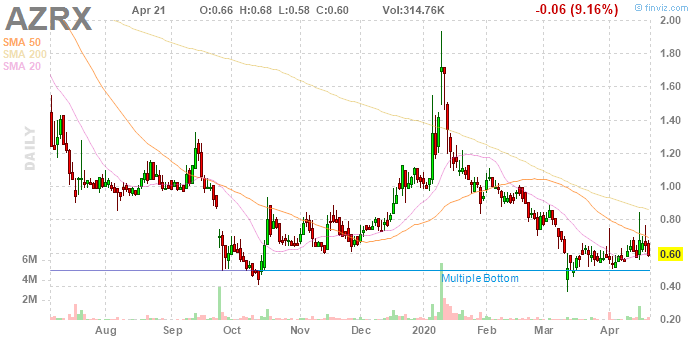 AZRX Apr 21 O:0.66 H:0.68 L:0.58 C:0.60 Vol:314.76K -0.06 (9.16%) © finviz.com
SMA 50
SMA 200
SMA 20
DAILY
2.00
1.80
1.60
1.40
1.20
1.00
0.80
0.60
0.40
0.20
6M
4M
2M
Multiple Bottom
Aug Sep Oct Nov Dec 2020 Feb Mar Apr